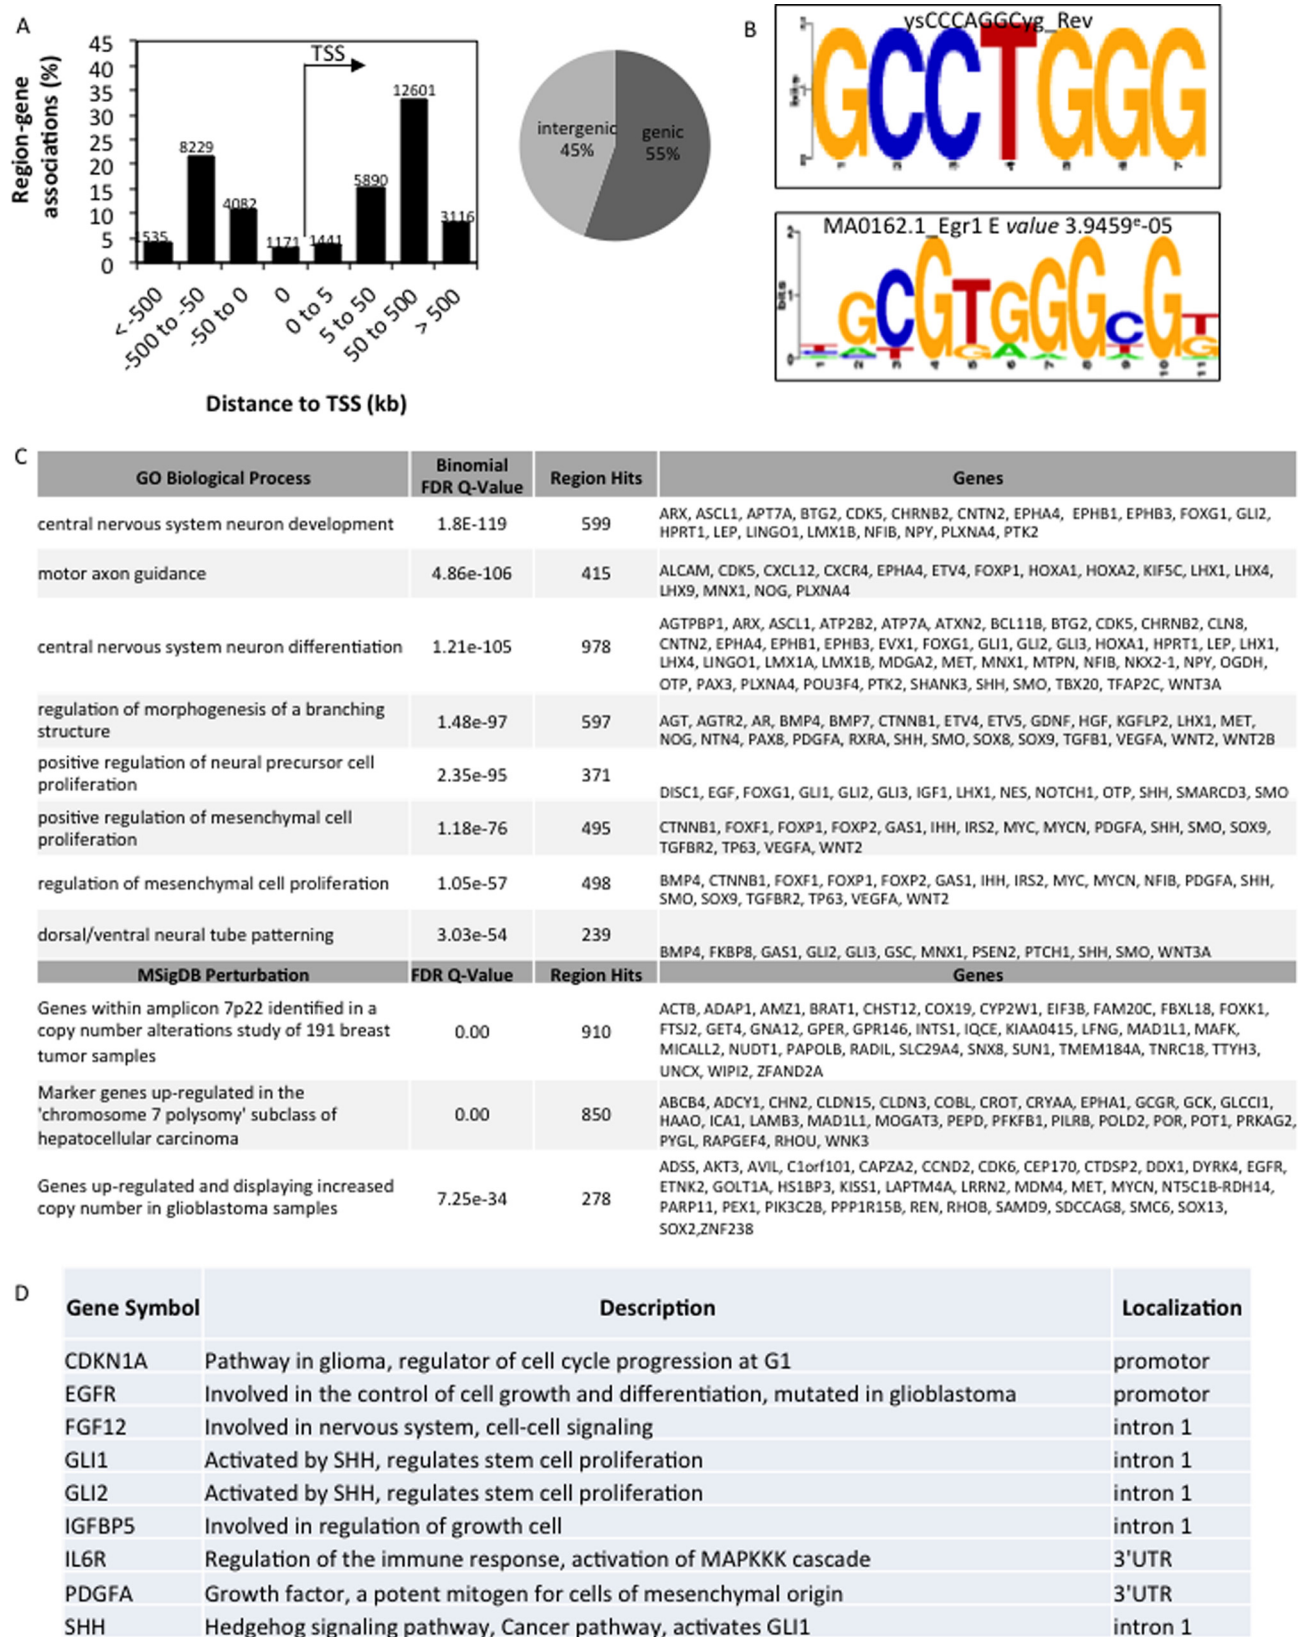 A
Region-gene
associations (%)
45
40
35
30
25
20
15
10
5
0
TSS
1535
8229
4082
1171
1441
5890
12601
3116
< -500
-500 to -50
-50 to 0
0
0 to 5
5 to 50
50 to 500
> 500
Distance to TSS (kb)
intergenic
45%
genic
55%
B
ysCCCAGGCyg_Rev
bits
GCCTGGG
1 2 3 4 5 6 7
MA0162.1_Egr1 E value 3.9459e-05
2
1
0
bits
GCGTGGGCGT
1 2 3 4 5 6 7 8 9 10 11
C
GO Biological Process
Binomial
FDR Q-Value
Region Hits
Genes
central nervous system neuron development
1.8E-119
599
ARX, ASCL1, APT7A, BTG2, CDK5, CHRNB2, CNTN2, EPHA4, EPHB1, EPHB3, FOXG1, GLI2,
HPRT1, LEP, LINGO1, LMX1B, NFIB, NPY, PLXNA4, PTK2
motor axon guidance
4.86e-106
415
ALCAM, CDK5, CXCL12, CXCR4, EPHA4, ETV4, FOXP1, HOXA1, HOXA2, KIF5C, LHX1, LHX4,
LHX9, MNX1, NOG, PLXNA4
central nervous system neuron differentiation
1.21e-105
978
AGTPBP1, ARX, ASCL1, ATP2B2, ATP7A, ATXN2, BCL11B, BTG2, CDK5, CHRNB2, CLN8,
CNTN2, EPHA4, EPHB1, EPHB3, EVX1, FOXG1, GLI1, GLI2, GLI3, HOXA1, HPRT1, LEP, LHX1,
LHX4, LINGO1, LMX1A, LMX1B, MDGA2, MET, MNX1, MTPN, NFIB, NKX2-1, NPY, OGDH,
OTP, PAX3, PLXNA4, POU3F4, PTK2, SHANK3, SHH, SMO, TBX20, TFAP2C, WNT3A
regulation of morphogenesis of a branching
structure
1.48e-97
597
AGT, AGTR2, AR, BMP4, BMP7, CTNNB1, ETV4, ETV5, GDNF, HGF, KGFLP2, LHX1, MET,
NOG, NTN4, PAX8, PDGFA, RXRA, SHH, SMO, SOX8, SOX9, TGFB1, VEGFA, WNT2, WNT2B
positive regulation of neural precursor cell
proliferation
2.35e-95
371
DISC1, EGF, FOXG1, GLI1, GLI2, GLI3, IGF1, LHX1, NES, NOTCH1, OTP, SHH, SMARCD3, SMO
positive regulation of mesenchymal cell
proliferation
1.18e-76
495
CTNNB1, FOXF1, FOXP1, FOXP2, GAS1, IHH, IRS2, MYC, MYCN, PDGFA, SHH, SMO, SOX9,
TGFBR2, TP63, VEGFA, WNT2
regulation of mesenchymal cell proliferation
1.05e-57
498
BMP4, CTNNB1, FOXF1, FOXP1, FOXP2, GAS1, IHH, IRS2, MYC, MYCN, NFIB, PDGFA, SHH,
SMO, SOX9, TGFBR2, TP63, VEGFA, WNT2
dorsal/ventral neural tube patterning
3.03e-54
239
BMP4, FKBP8, GAS1, GLI2, GLI3, GSC, MNX1, PSEN2, PTCH1, SHH, SMO, WNT3A
MSigDB Perturbation
FDR Q-Value
Region Hits
Genes
Genes within amplicon 7p22 identified in a
copy number alterations study of 191 breast
tumor samples
0.00
910
ACTB, ADAP1, AMZ1, BRAT1, CHST12, COX19, CYP2W1, EIF3B, FAM20C, FBXL18, FOXK1,
FTSJ2, GET4, GNA12, GPER, GPR146, INTS1, IQCE, KIAA0415, LFNG, MAD1L1, MAFK,
MICALL2, NUDT1, PAPOLB, RADIL, SLC29A4, SNX8, SUN1, TMEM184A, TNRC18, TTYH3,
UNCX, WIPI2, ZFAND2A
Marker genes up-regulated in the
'chromosome 7 polysomy' subclass of
hepatocellular carcinoma
0.00
850
ABCB4, ADCY1, CHN2, CLDN15, CLDN3, COBL, CROT, CRYAA, EPHA1, GCGR, GCK, GLCCI1,
HAAO, ICA1, LAMB3, MAD1L1, MOGAT3, PEPD, PFKFB1, PILRB, POLD2, POR, POT1, PRKAG2,
PYGL, RAPGEF4, RHOU, WNK3
Genes up-regulated and displaying increased
copy number in glioblastoma samples
7.25e-34
278
ADSS, AKT3, AVIL, C1orf101, CAPZA2, CCND2, CDK6, CEP170, CTDSP2, DDX1, DYRK4, EGFR,
ETNK2, GOLT1A, HS1BP3, KISS1, LAPTM4A, LRRN2, MDM4, MET, MYCN, NT5C1B-RDH14,
PARP11, PEX1, PIK3C2B, PPP1R15B, REN, RHOB, SAMD9, SDCCAG8, SMC6, SOX13,
SOX2,ZNF238
D
Gene Symbol
Description
Localization
CDKN1A
Pathway in glioma, regulator of cell cycle progression at G1
promotor
EGFR
Involved in the control of cell growth and differentiation, mutated in glioblastoma
promotor
FGF12
Involved in nervous system, cell-cell signaling
intron 1
GLI1
Activated by SHH, regulates stem cell proliferation
intron 1
GLI2
Activated by SHH, regulates stem cell proliferation
intron 1
IGFBP5
Involved in regulation of growth cell
intron 1
IL6R
Regulation of the immune response, activation of MAPKKK cascade
3'UTR
PDGFA
Growth factor, a potent mitogen for cells of mesenchymal origin
3'UTR
SHH
Hedgehog signaling pathway, Cancer pathway, activates GLI1
intron 1